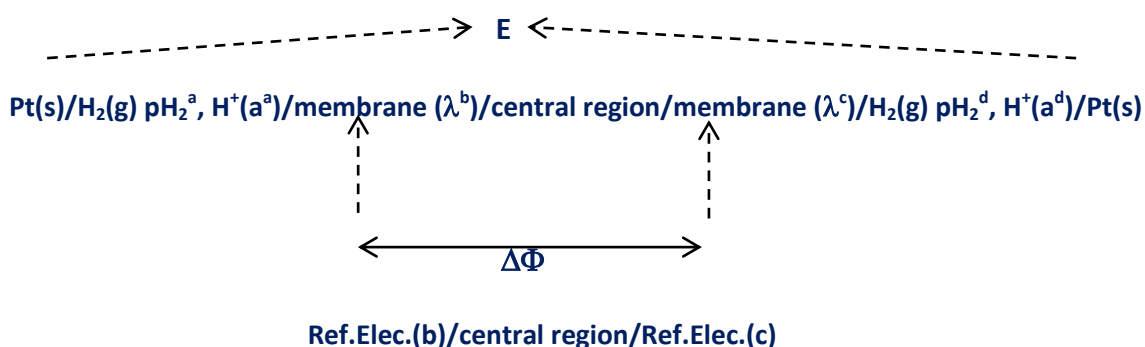 E
Pt(s)/H₂(g) pH₂ᵃ, H⁺(aᵃ)/membrane (λᵇ)/central region/membrane (λᶜ)/H₂(g) pH₂ᵈ, H⁺(aᵈ)/Pt(s)
ΔΦ
Ref.Elec.(b)/central region/Ref.Elec.(c)